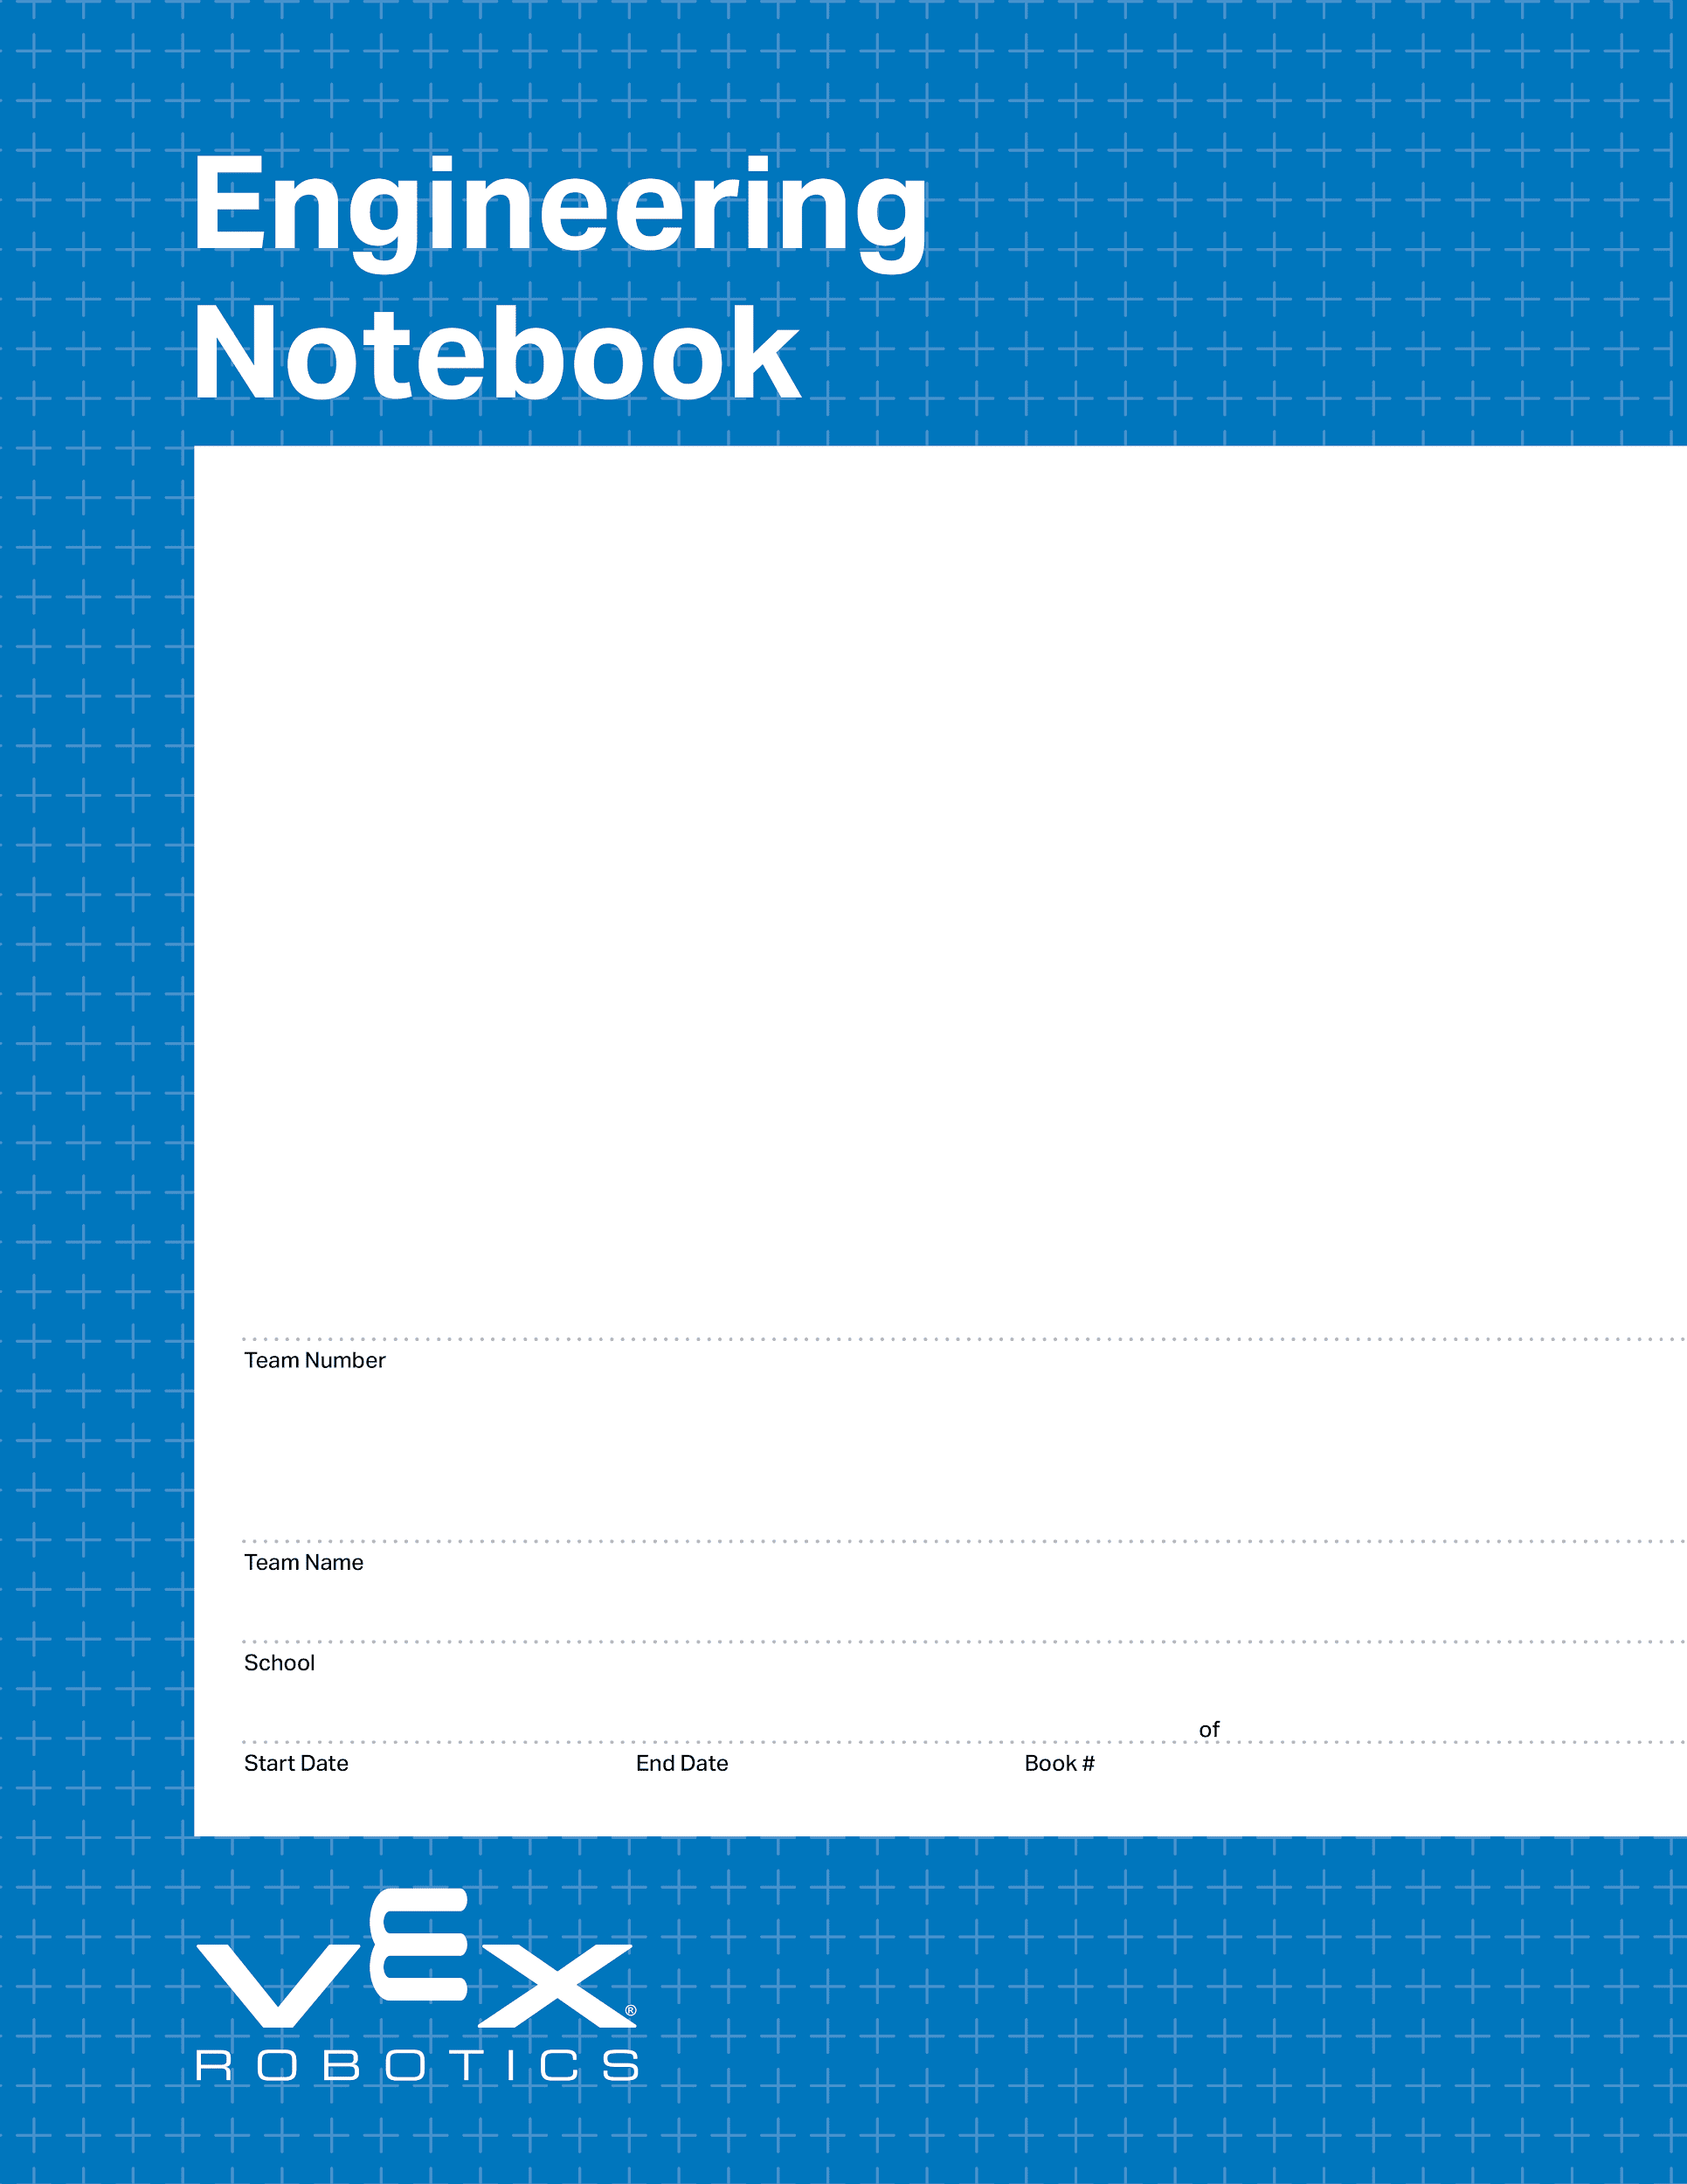 Engineering
Notebook
Team Number
Team Name
School
of
Start Date End Date Book #
VEX®
ROBOTICS